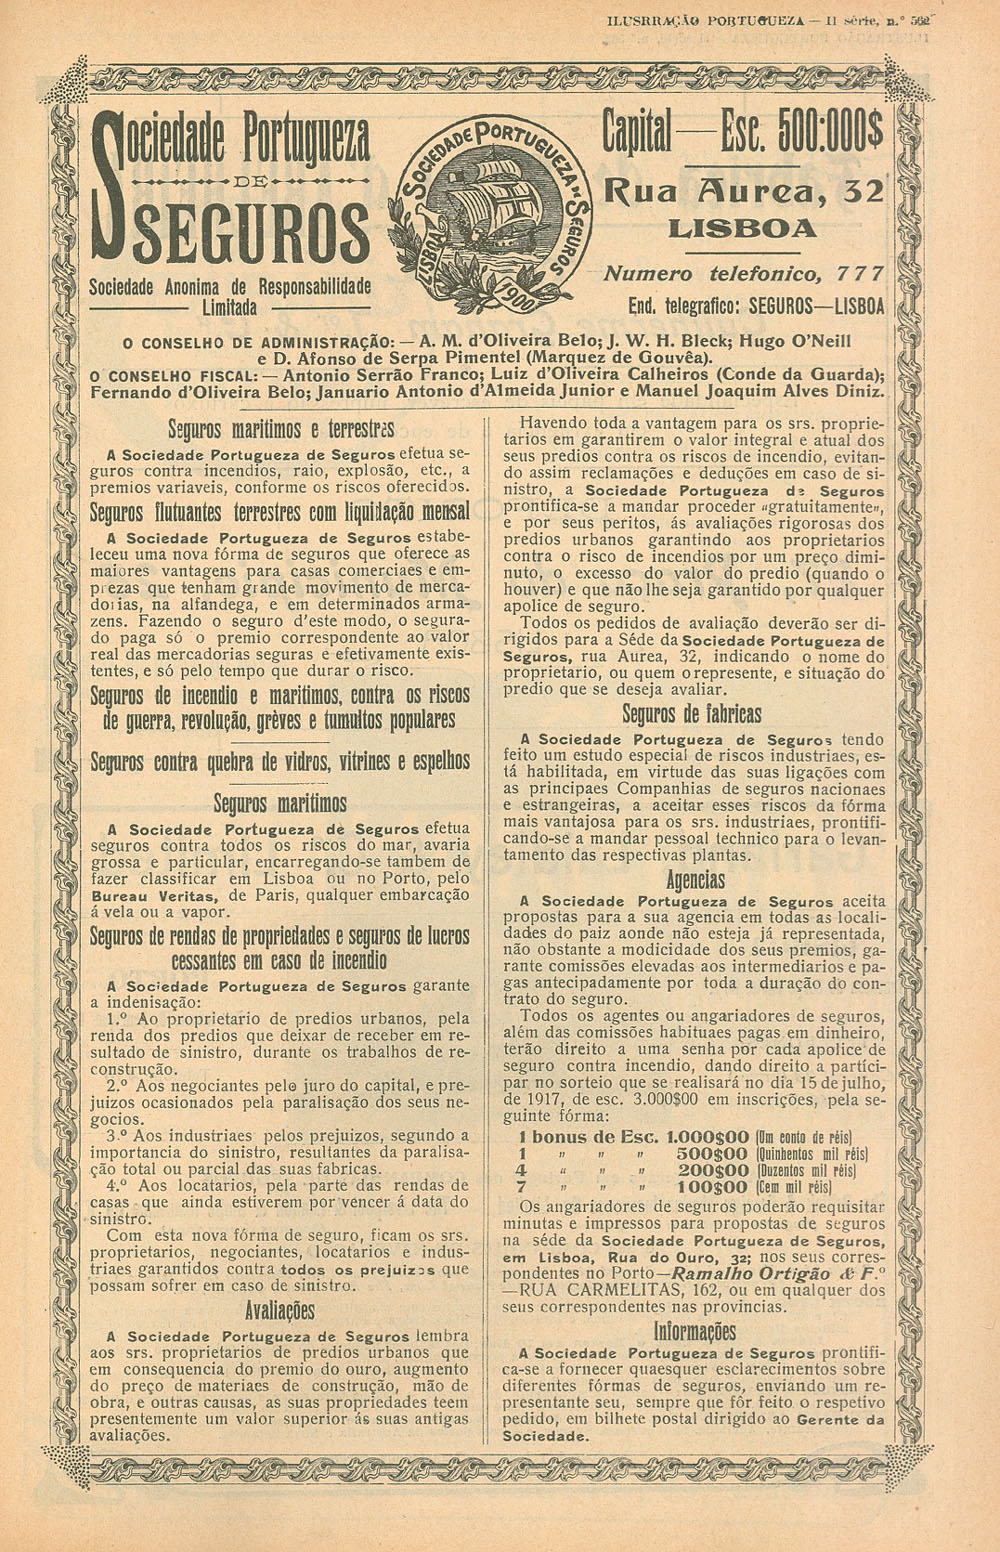 ILUSRRAÇÃO PORTUGUEZA — II série, n.º 562
Sociedade Portugueza
DE
SEGUROS
Sociedade Anonima de Responsabilidade
Limitada
SOCIEDADE PORTUGUEZA DE SEGUROS
LISBOA
1900
Capital — Esc. 500:000$
Rua Aurea, 32
LISBOA
Numero telefonico, 777
End. telegrafico: SEGUROS—LISBOA
O CONSELHO DE ADMINISTRAÇÃO: — A. M. d'Oliveira Belo; J. W. H. Bleck; Hugo O'Neill
e D. Afonso de Serpa Pimentel (Marquez de Gouvêa).
O CONSELHO FISCAL: — Antonio Serrão Franco; Luiz d'Oliveira Calheiros (Conde da Guarda);
Fernando d'Oliveira Belo; Januario Antonio d'Almeida Junior e Manuel Joaquim Alves Diniz.
Seguros maritimos e terrestres
A Sociedade Portugueza de Seguros efetua se-
guros contra incendios, raio, explosão, etc., a
premios variaveis, conforme os riscos oferecidos.
Seguros flutuantes terrestres com liquidação mensal
A Sociedade Portugueza de Seguros estabe-
leceu uma nova fórma de seguros que oferece as
maiores vantagens para casas comerciaes e em-
prezas que tenham grande movimento de merca-
dorias, na alfandega, e em determinados arma-
zens. Fazendo o seguro d'este modo, o segura-
do paga só o premio correspondente ao valor
real das mercadorias seguras e efetivamente exis-
tentes, e só pelo tempo que durar o risco.
Seguros de incendio e maritimos, contra os riscos
de guerra, revolução, grèves e tumultos populares
Seguros contra quebra de vidros, vitrines e espelhos
Seguros maritimos
A Sociedade Portugueza de Seguros efetua
seguros contra todos os riscos do mar, avaria
grossa e particular, encarregando-se tambem de
fazer classificar em Lisboa ou no Porto, pelo
Bureau Veritas, de Paris, qualquer embarcação
á vela ou a vapor.
Seguros de rendas de propriedades e seguros de lucros
cessantes em caso de incendio
A Sociedade Portugueza de Seguros garante
a indenisação:
1.º Ao proprietario de predios urbanos, pela
renda dos predios que deixar de receber em re-
sultado de sinistro, durante os trabalhos de re-
construção.
2.º Aos negociantes pelo juro do capital, e pre-
juizos ocasionados pela paralisação dos seus ne-
gocios.
3.º Aos industriaes pelos prejuizos, segundo a
importancia do sinistro, resultantes da paralisa-
ção total ou parcial das suas fabricas.
4.º Aos locatarios, pela parte das rendas de
casas que ainda estiverem por vencer á data do
sinistro.
Com esta nova fórma de seguro, ficam os srs.
proprietarios, negociantes, locatarios e indus-
triaes garantidos contra todos os prejuizos que
possam sofrer em caso de sinistro.
Avaliações
A Sociedade Portugueza de Seguros lembra
aos srs. proprietarios de predios urbanos que
em consequencia do premio do ouro, augmento
do preço de materiaes de construção, mão de
obra, e outras causas, as suas propriedades teem
presentemente um valor superior ás suas antigas
avaliações.
Havendo toda a vantagem para os srs. proprie-
tarios em garantirem o valor integral e atual dos
seus predios contra os riscos de incendio, evitan-
do assim reclamações e deduções em caso de si-
nistro, a Sociedade Portugueza de Seguros
prontifica-se a mandar proceder «gratuitamente»,
e por seus peritos, ás avaliações rigorosas dos
predios urbanos garantindo aos proprietarios
contra o risco de incendios por um preço dimi-
nuto, o excesso do valor do predio (quando o
houver) e que não lhe seja garantido por qualquer
apolice de seguro.
Todos os pedidos de avaliação deverão ser di-
rigidos para a Séde da Sociedade Portugueza de
Seguros, rua Aurea, 32, indicando o nome do
proprietario, ou quem o represente, e situação do
predio que se deseja avaliar.
Seguros de fabricas
A Sociedade Portugueza de Seguros tendo
feito um estudo especial de riscos industriaes, es-
tá habilitada, em virtude das suas ligações com
as principaes Companhias de seguros nacionaes
e estrangeiras, a aceitar esses riscos da fórma
mais vantajosa para os srs. industriaes, prontifi-
cando-se a mandar pessoal technico para o levan-
tamento das respectivas plantas.
Agencias
A Sociedade Portugueza de Seguros aceita
propostas para a sua agencia em todas as locali-
dades do paiz aonde não esteja já representada,
não obstante a modicidade dos seus premios, ga-
rante comissões elevadas aos intermediarios e pa-
gas antecipadamente por toda a duração do con-
trato do seguro.
Todos os agentes ou angariadores de seguros,
além das comissões habituaes pagas em dinheiro,
terão direito a uma senha por cada apolice de
seguro contra incendio, dando direito a partici-
par no sorteio que se realisará no dia 15 de julho,
de 1917, de esc. 3.000$00 em inscrições, pela se-
guinte fórma:
1 bonus de Esc. 1.000$00 (Um conto de réis)
1 " " " 500$00 (Quinhentos mil réis)
4 " " " 200$00 (Duzentos mil réis)
7 " " " 100$00 (Cem mil réis)
Os angariadores de seguros poderão requisitar
minutas e impressos para propostas de seguros
na séde da Sociedade Portugueza de Seguros,
em Lisboa, Rua do Ouro, 32; nos seus corres-
pondentes no Porto—Ramalho Ortigão & F.º
—RUA CARMELITAS, 162, ou em qualquer dos
seus correspondentes nas provincias.
Informações
A Sociedade Portugueza de Seguros prontifi-
ca-se a fornecer quaesquer esclarecimentos sobre
diferentes fórmas de seguros, enviando um re-
presentante seu, sempre que fôr feito o respetivo
pedido, em bilhete postal dirigido ao Gerente da
Sociedade.